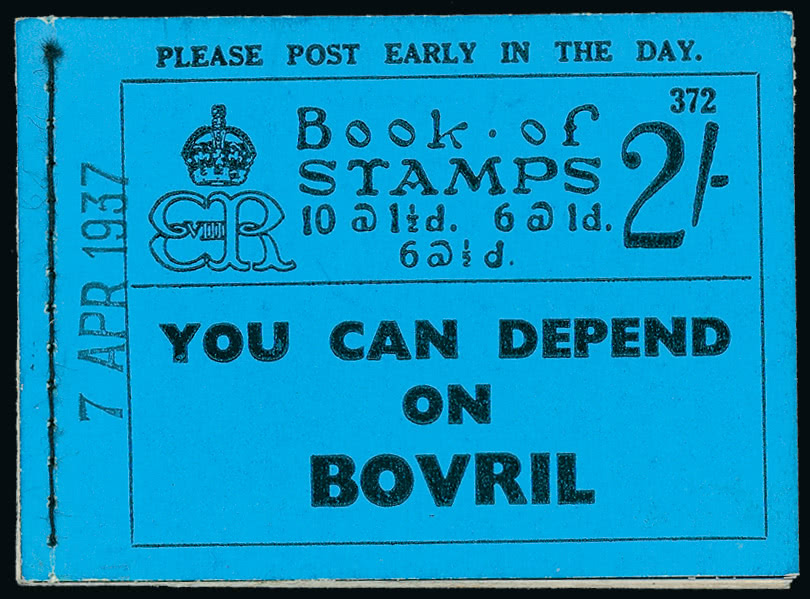 PLEASE POST EARLY IN THE DAY.
372
Book · of
STAMPS
2/-
10 @ 1½d. 6 @ 1d.
6 @ ½d.
EVIIIR
7 APR 1937
YOU CAN DEPEND
ON
BOVRIL